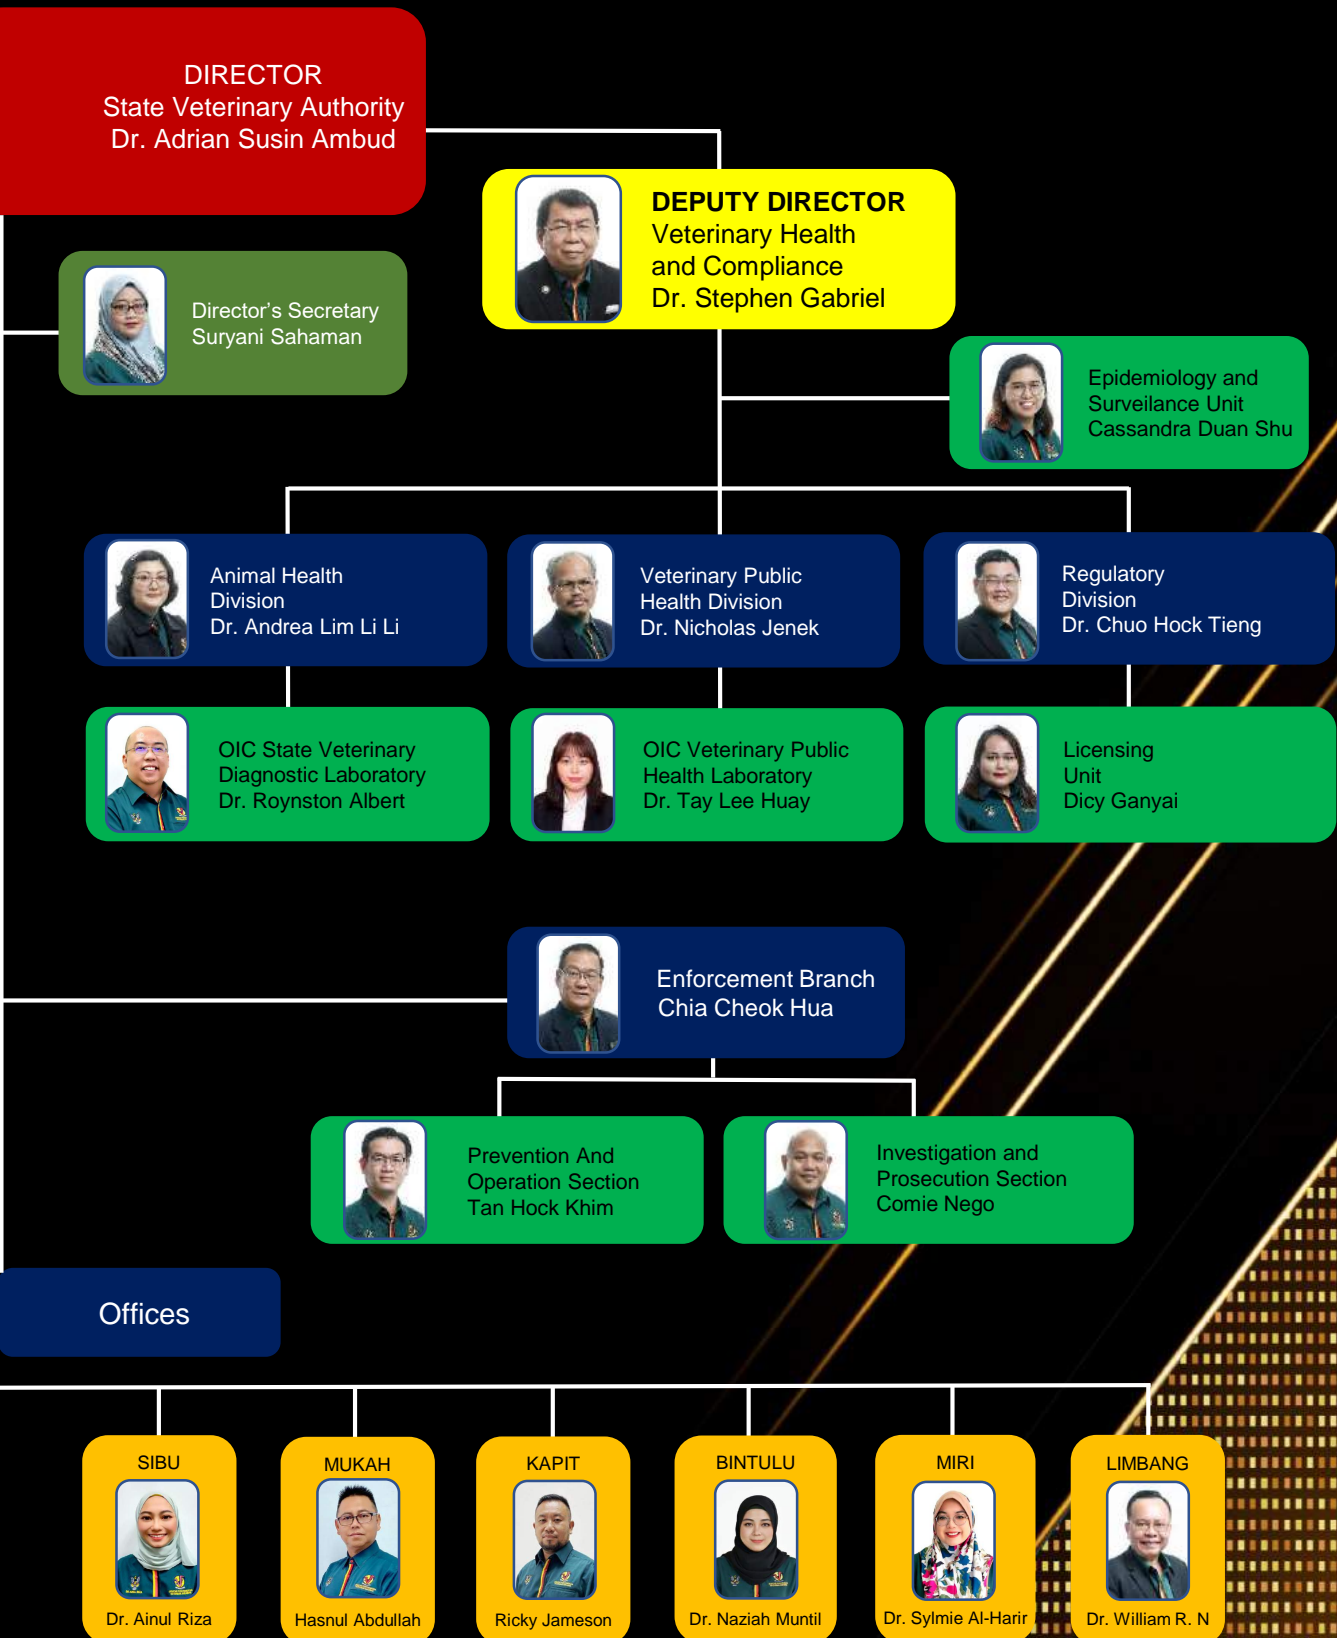 DIRECTOR
State Veterinary Authority
Dr. Adrian Susin Ambud
DEPUTY DIRECTOR
Veterinary Health
and Compliance
Dr. Stephen Gabriel
Director’s Secretary
Suryani Sahaman
Epidemiology and
Surveilance Unit
Cassandra Duan Shu
Animal Health
Division
Dr. Andrea Lim Li Li
Veterinary Public
Health Division
Dr. Nicholas Jenek
Regulatory
Division
Dr. Chuo Hock Tieng
OIC State Veterinary
Diagnostic Laboratory
Dr. Roynston Albert
OIC Veterinary Public
Health Laboratory
Dr. Tay Lee Huay
Licensing
Unit
Dicy Ganyai
Enforcement Branch
Chia Cheok Hua
Prevention And
Operation Section
Tan Hock Khim
Investigation and
Prosecution Section
Comie Nego
Offices
SIBU
Dr. Ainul Riza
MUKAH
Hasnul Abdullah
KAPIT
Ricky Jameson
BINTULU
Dr. Naziah Muntil
MIRI
Dr. Sylmie Al-Harir
LIMBANG
Dr. William R. N